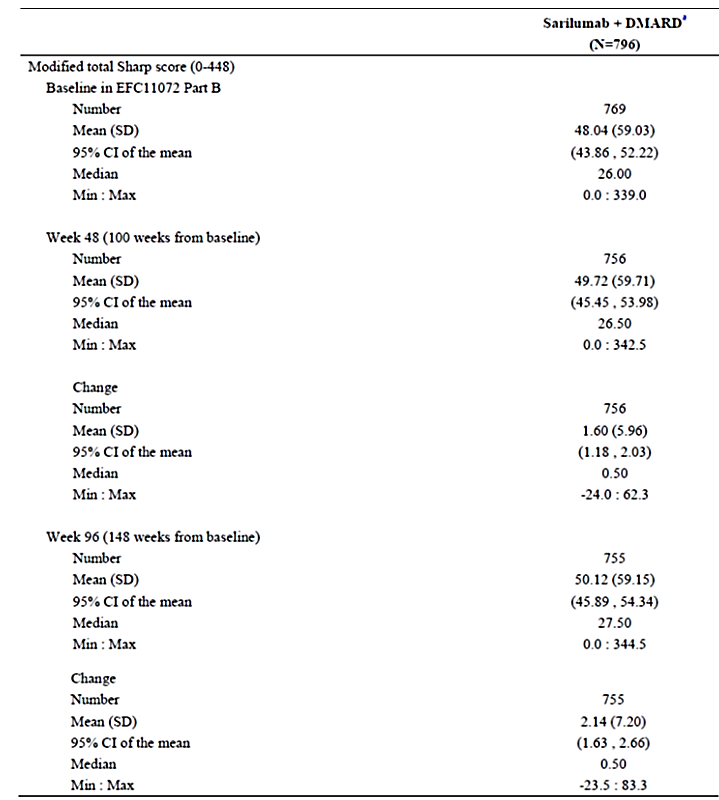 Sarilumab + DMARDª
(N=796)
Modified total Sharp score (0-448)
Baseline in EFC11072 Part B
Number 769
Mean (SD) 48.04 (59.03)
95% CI of the mean (43.86 , 52.22)
Median 26.00
Min : Max 0.0 : 339.0
Week 48 (100 weeks from baseline)
Number 756
Mean (SD) 49.72 (59.71)
95% CI of the mean (45.45 , 53.98)
Median 26.50
Min : Max 0.0 : 342.5
Change
Number 756
Mean (SD) 1.60 (5.96)
95% CI of the mean (1.18 , 2.03)
Median 0.50
Min : Max -24.0 : 62.3
Week 96 (148 weeks from baseline)
Number 755
Mean (SD) 50.12 (59.15)
95% CI of the mean (45.89 , 54.34)
Median 27.50
Min : Max 0.0 : 344.5
Change
Number 755
Mean (SD) 2.14 (7.20)
95% CI of the mean (1.63 , 2.66)
Median 0.50
Min : Max -23.5 : 83.3